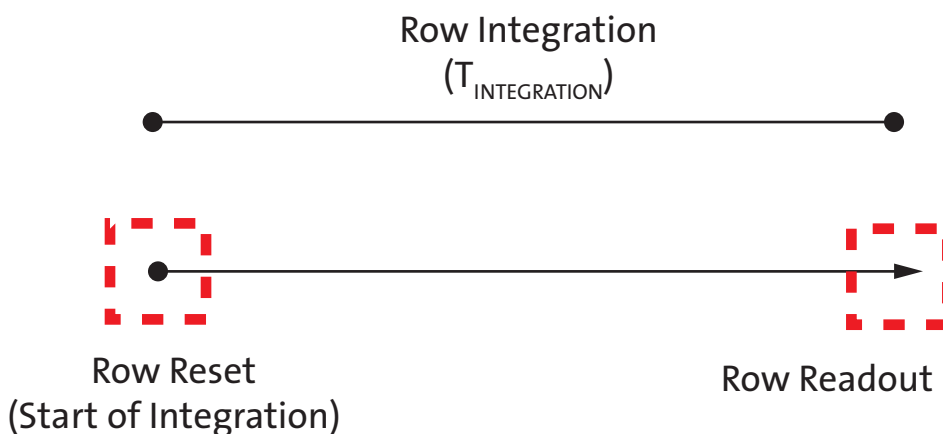 Row Integration
(T_INTEGRATION)
Row Reset
(Start of Integration)
Row Readout